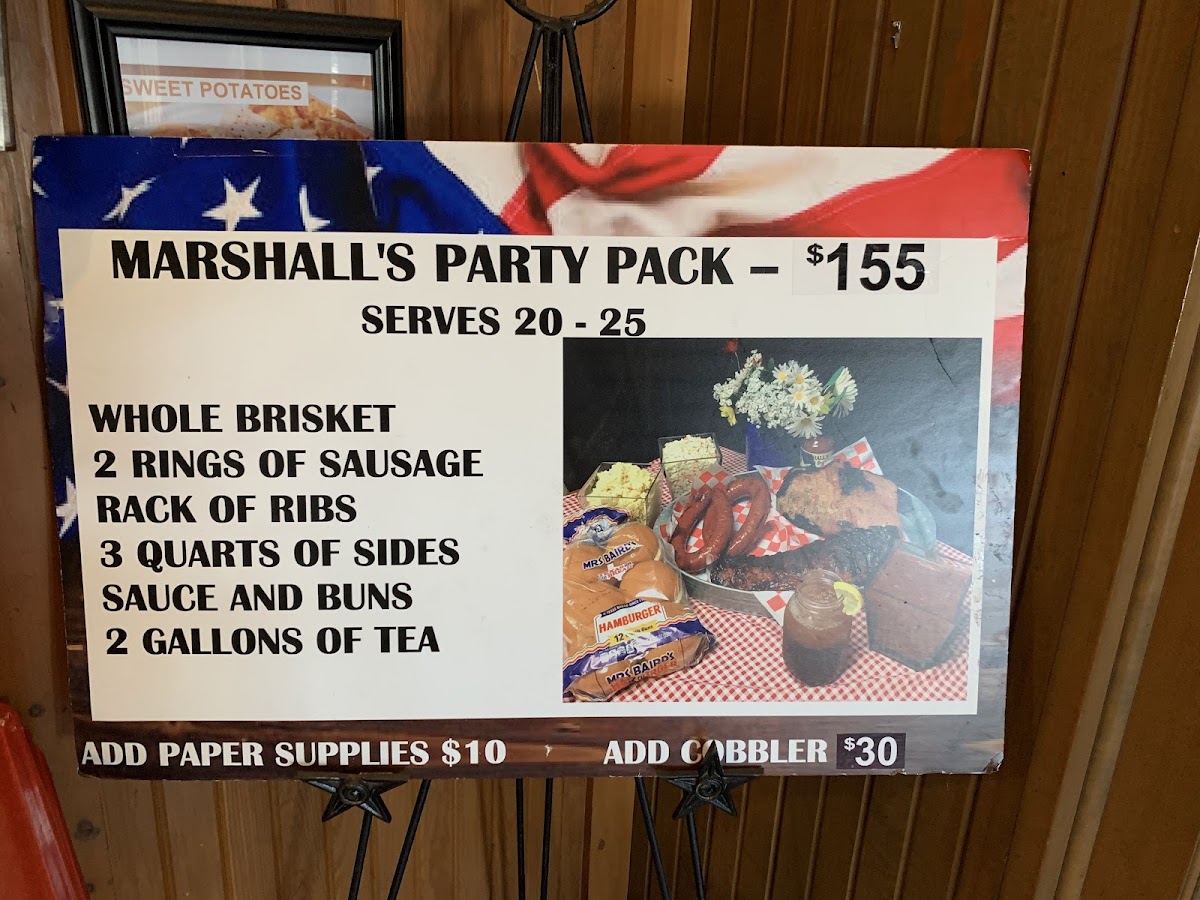 SWEET POTATOES
MARSHALL'S PARTY PACK – $155
SERVES 20 - 25
WHOLE BRISKET
2 RINGS OF SAUSAGE
RACK OF RIBS
3 QUARTS OF SIDES
SAUCE AND BUNS
2 GALLONS OF TEA
MRS BAIRD'S
HAMBURGER
12
MRS BAIRD'S
ADD PAPER SUPPLIES $10
ADD COBBLER $30